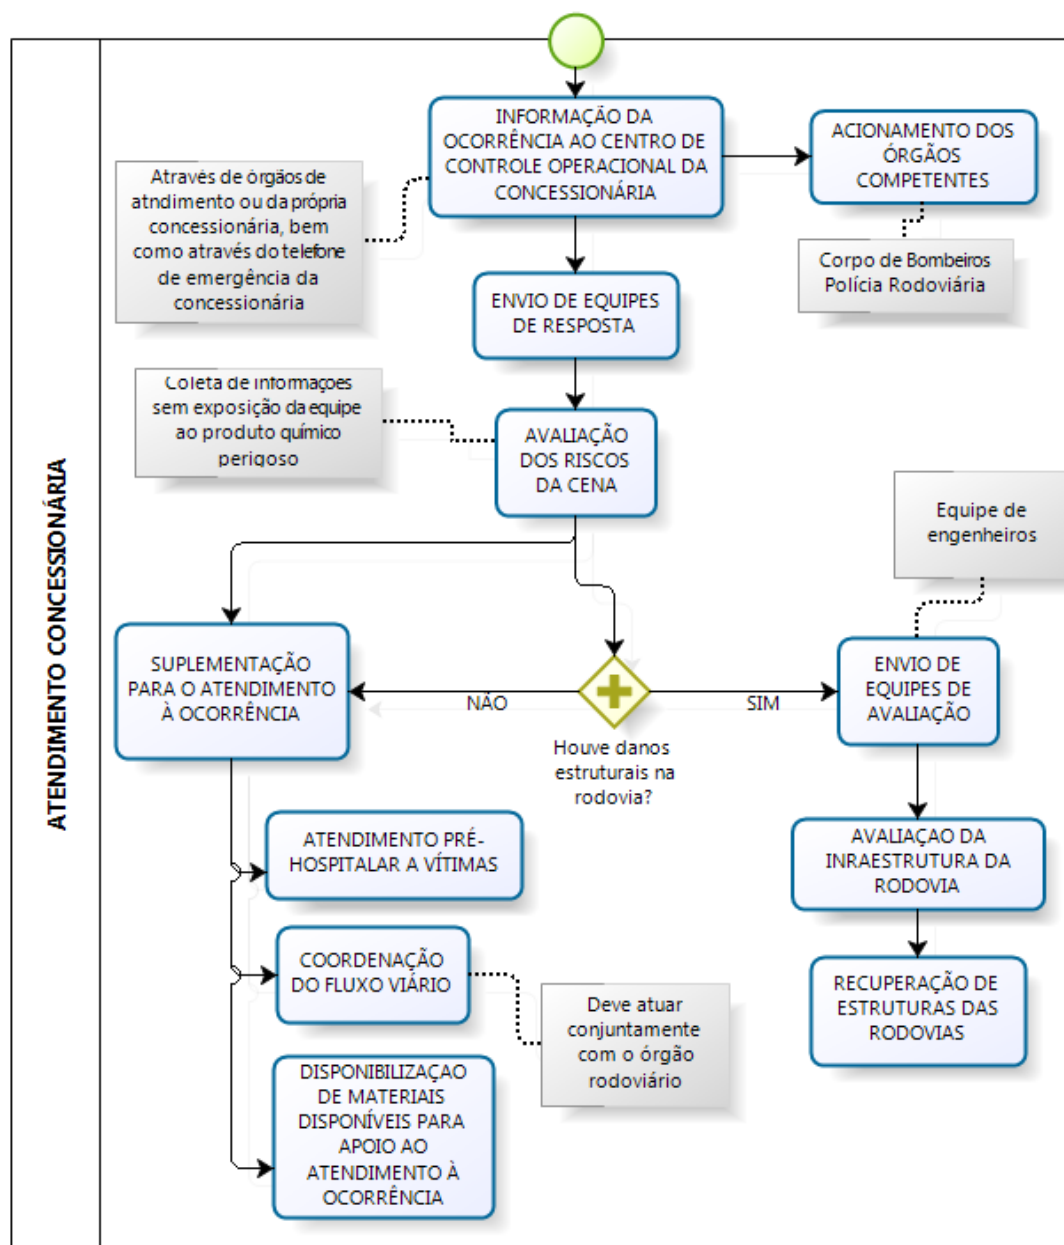 ATENDIMENTO CONCESSIONÁRIA
INFORMAÇÃO DA
OCORRÊNCIA AO CENTRO DE
CONTROLE OPERACIONAL DA
CONCESSIONÁRIA
ACIONAMENTO DOS
ÓRGÃOS
COMPETENTES
Através de órgãos de
atndimento ou da própria
concessionária, bem
como através do telefone
de emergência da
concessionária
Corpo de Bombeiros
Polícia Rodoviária
ENVIO DE EQUIPES
DE RESPOSTA
Coleta de informações
sem exposição da equipe
ao produto químico
perigoso
AVALIAÇÃO
DOS RISCOS
DA CENA
Equipe de
engenheiros
SUPLEMENTAÇÃO
PARA O ATENDIMENTO
À OCORRÊNCIA
NÃO
SIM
Houve danos
estruturais na
rodovia?
ENVIO DE
EQUIPES DE
AVALIAÇÃO
ATENDIMENTO PRÉ-
HOSPITALAR A VÍTIMAS
AVALIAÇAO DA
INRAESTRUTURA DA
RODOVIA
COORDENAÇÃO
DO FLUXO VIÁRIO
Deve atuar
conjuntamente
com o órgão
rodoviário
RECUPERAÇÃO DE
ESTRUTURAS DAS
RODOVIAS
DISPONIBILIZAÇAO
DE MATERIAIS
DISPONÍVEIS PARA
APOIO AO
ATENDIMENTO À
OCORRÊNCIA